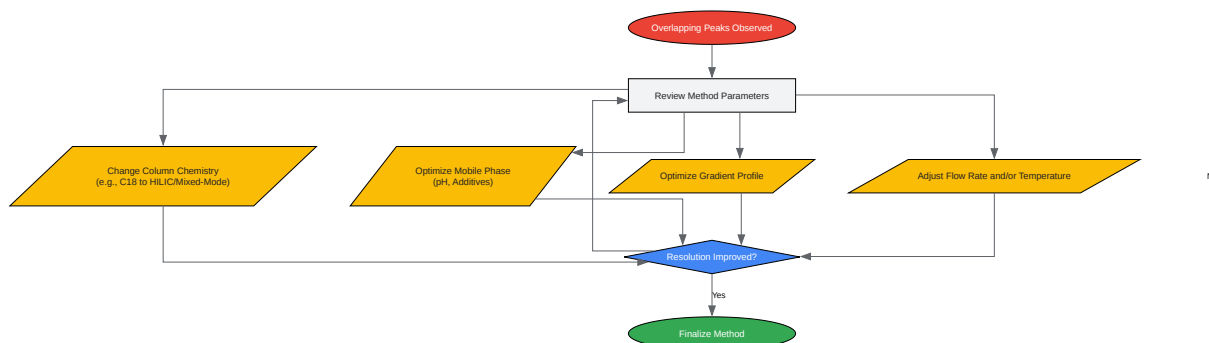 Overlapping Peaks Observed
Review Method Parameters
Change Column Chemistry
(e.g., C18 to HILIC/Mixed-Mode)
Optimize Mobile Phase
(pH, Additives)
Optimize Gradient Profile
Adjust Flow Rate and/or Temperature
Resolution Improved?
Yes
Finalize Method